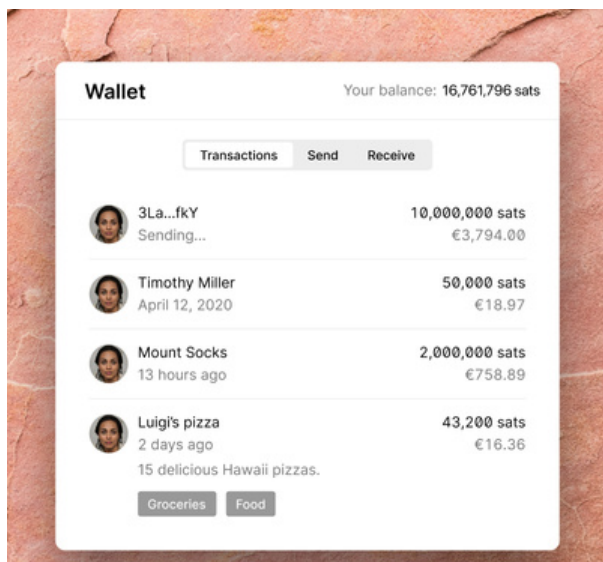 Wallet
Your balance: 16,761,796 sats
Transactions Send Receive
3La...fkY
10,000,000 sats
Sending...
€3,794.00
Timothy Miller
50,000 sats
April 12, 2020
€18.97
Mount Socks
2,000,000 sats
13 hours ago
€758.89
Luigi's pizza
43,200 sats
2 days ago
€16.36
15 delicious Hawaii pizzas.
Groceries Food